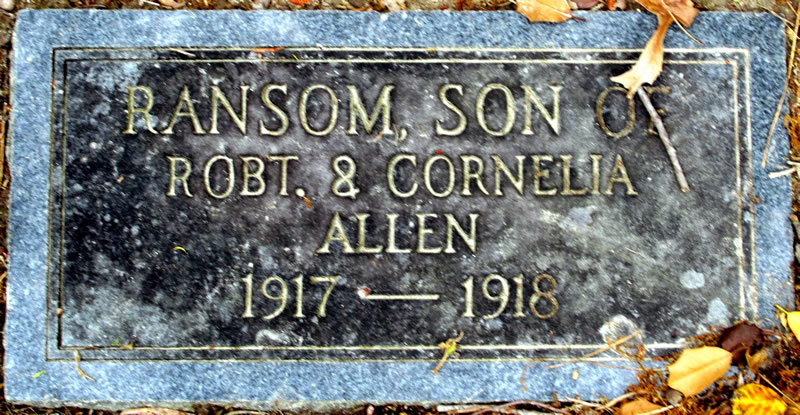 RANSOM, SON OF
ROBT. & CORNELIA
ALLEN
1917 — 1918